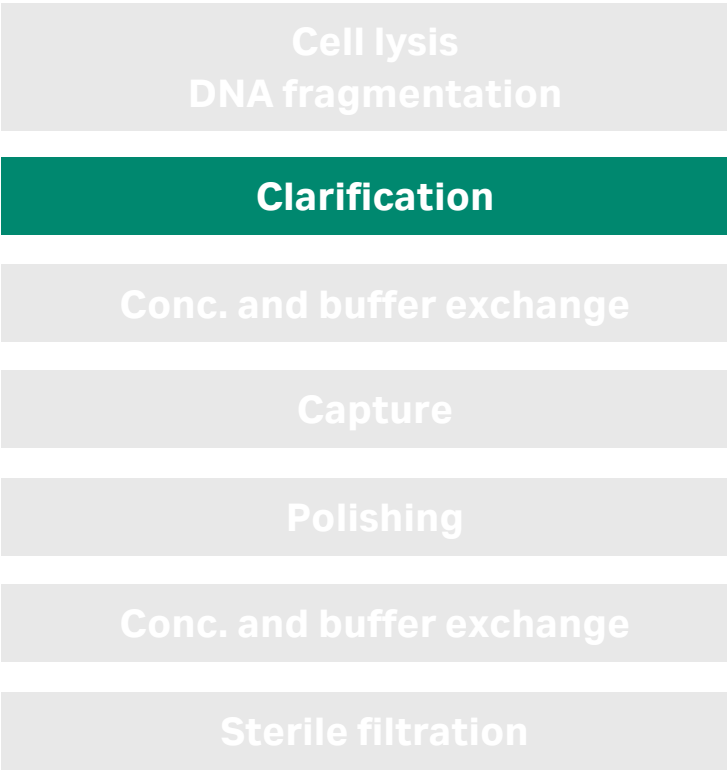 Cell lysis
DNA fragmentation
Clarification
Conc. and buffer exchange
Capture
Polishing
Conc. and buffer exchange
Sterile filtration